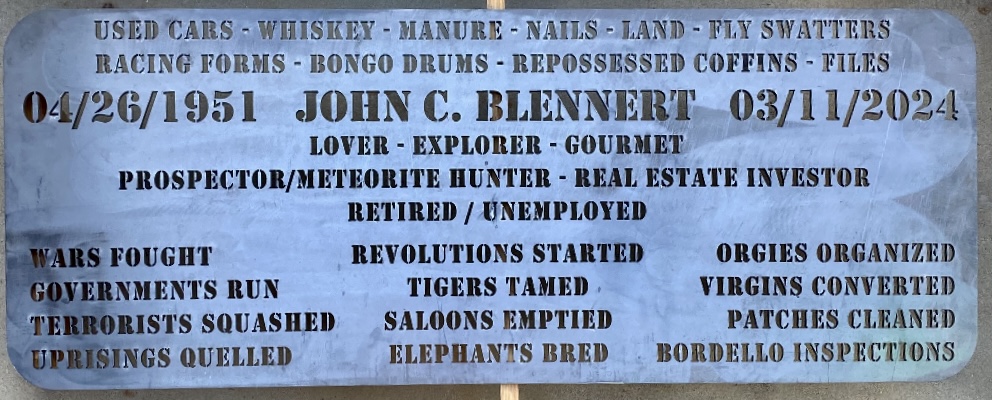 USED CARS - WHISKEY - MANURE - NAILS - LAND - FLY SWATTERS
RACING FORMS - BONGO DRUMS - REPOSSESSED COFFINS - FILES
04/26/1951 JOHN C. BLENNERT 03/11/2024
LOVER - EXPLORER - GOURMET
PROSPECTOR/METEORITE HUNTER - REAL ESTATE INVESTOR
RETIRED / UNEMPLOYED
WARS FOUGHT REVOLUTIONS STARTED ORGIES ORGANIZED
GOVERNMENTS RUN TIGERS TAMED VIRGINS CONVERTED
TERRORISTS SQUASHED SALOONS EMPTIED PATCHES CLEANED
UPRISINGS QUELLED ELEPHANTS BRED BORDELLO INSPECTIONS